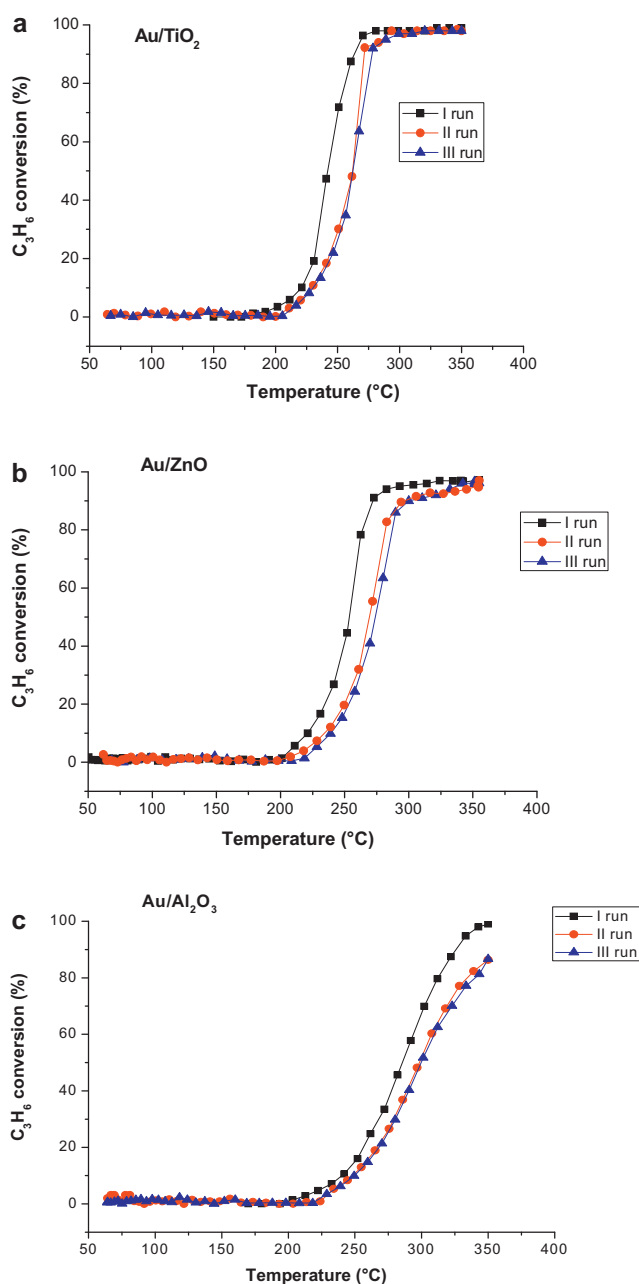 a
Au/TiO₂
C₃H₆ conversion (%)
100
80
60
40
20
0
I run
II run
III run
50 100 150 200 250 300 350 400
Temperature (°C)
b
Au/ZnO
C₃H₆ conversion (%)
100
80
60
40
20
0
I run
II run
III run
50 100 150 200 250 300 350 400
Temperature (°C)
c
Au/Al₂O₃
C₃H₆ conversion (%)
100
80
60
40
20
0
I run
II run
III run
50 100 150 200 250 300 350 400
Temperature (°C)